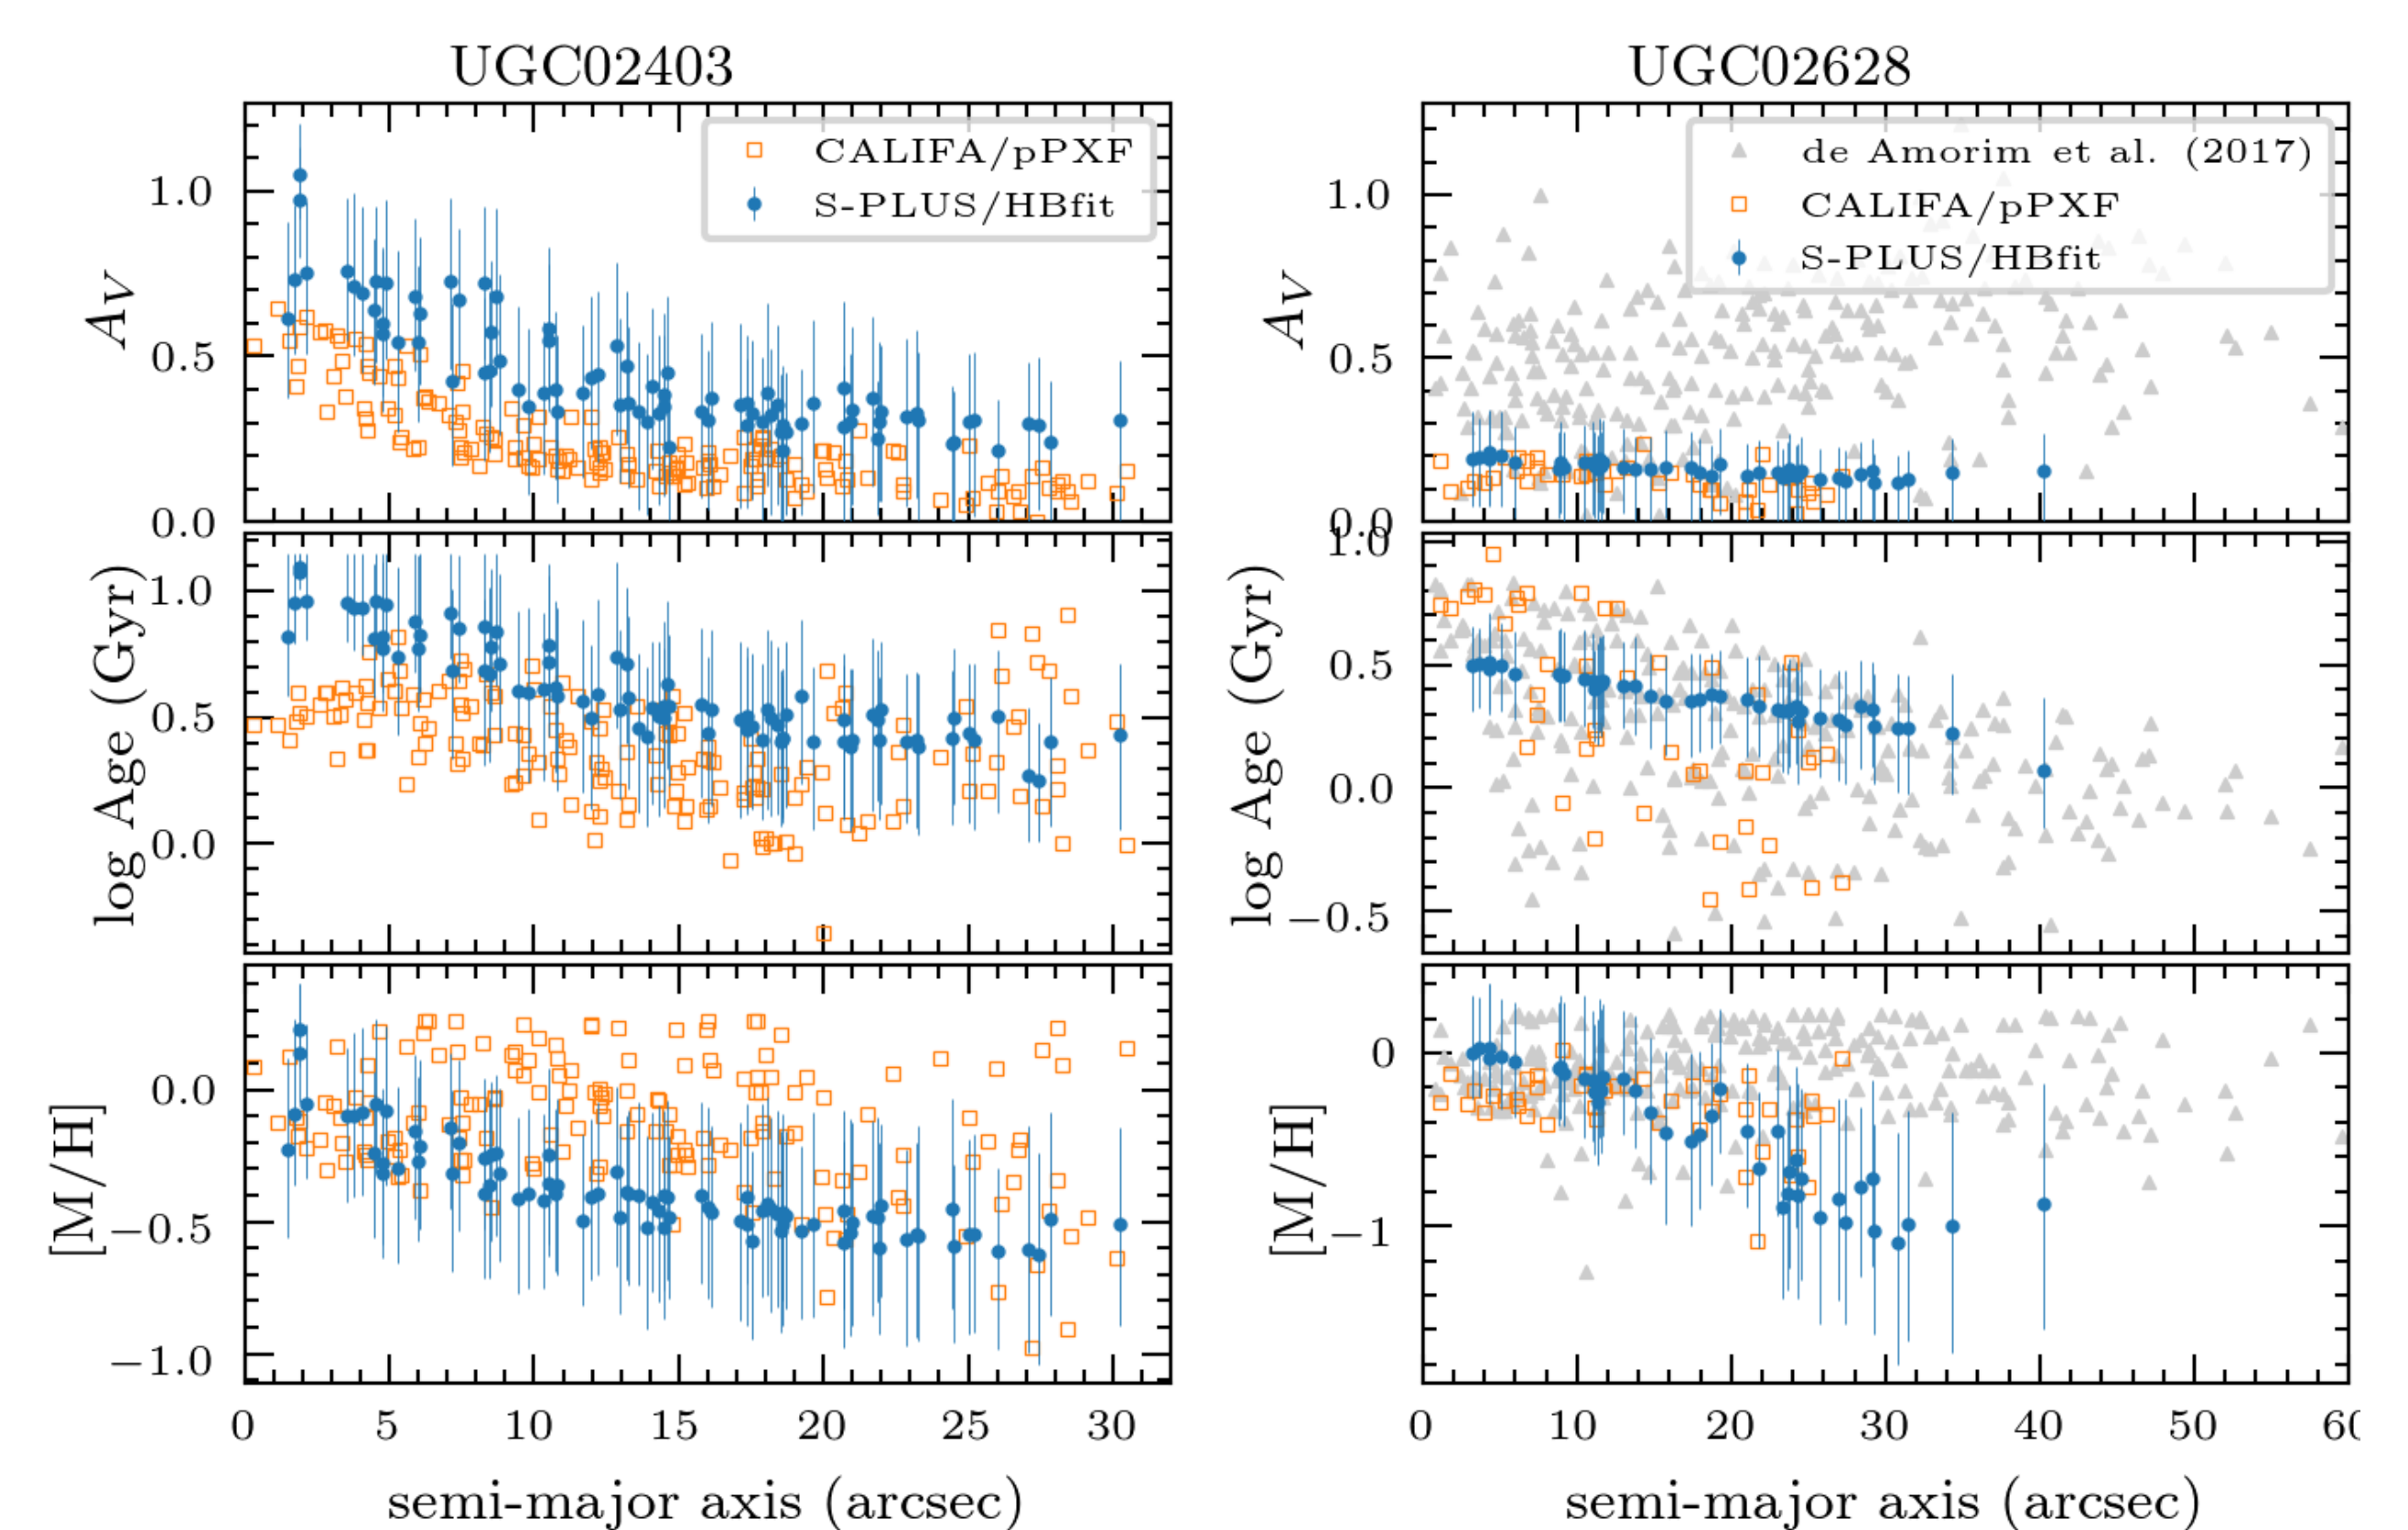 UGC02403
UGC02628
CALIFA/pPXF
S-PLUS/HBfit
de Amorim et al. (2017)
CALIFA/pPXF
S-PLUS/HBfit
A_V
1.0
0.5
0.0
A_V
1.0
0.5
0.0
log Age (Gyr)
1.0
0.5
0.0
log Age (Gyr)
1.0
0.5
0.0
−0.5
[M/H]
0.0
−0.5
−1.0
[M/H]
0
−1
0 5 10 15 20 25 30
0 10 20 30 40 50 60
semi-major axis (arcsec)
semi-major axis (arcsec)